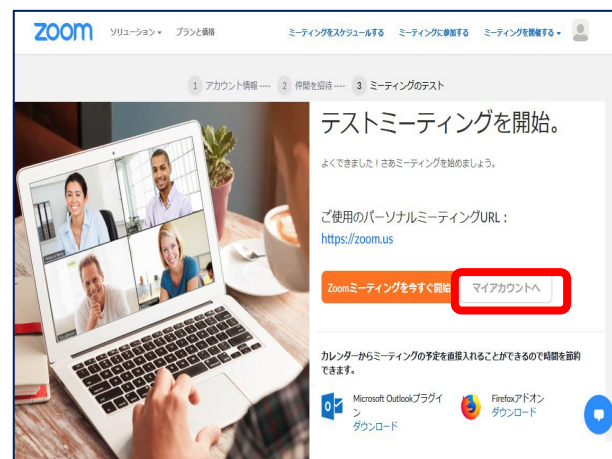 zoom ソリューション プランと価格 ミーティングをスケジュールする ミーティングに参加する ミーティングを開催する
1 アカウント情報 ---- 2 仲間を招待 ---- 3 ミーティングのテスト
テストミーティングを開始。
よくできました！さあミーティングを始めましょう。
ご使用のパーソナルミーティングURL：
https://zoom.us
Zoomミーティングを今すぐ開始 マイアカウントへ
カレンダーからミーティングの予定を直接入れることができるので時間を節約
できます。
Microsoft Outlookプラグイ
ン
ダウンロード
Firefoxアドオン
ダウンロード